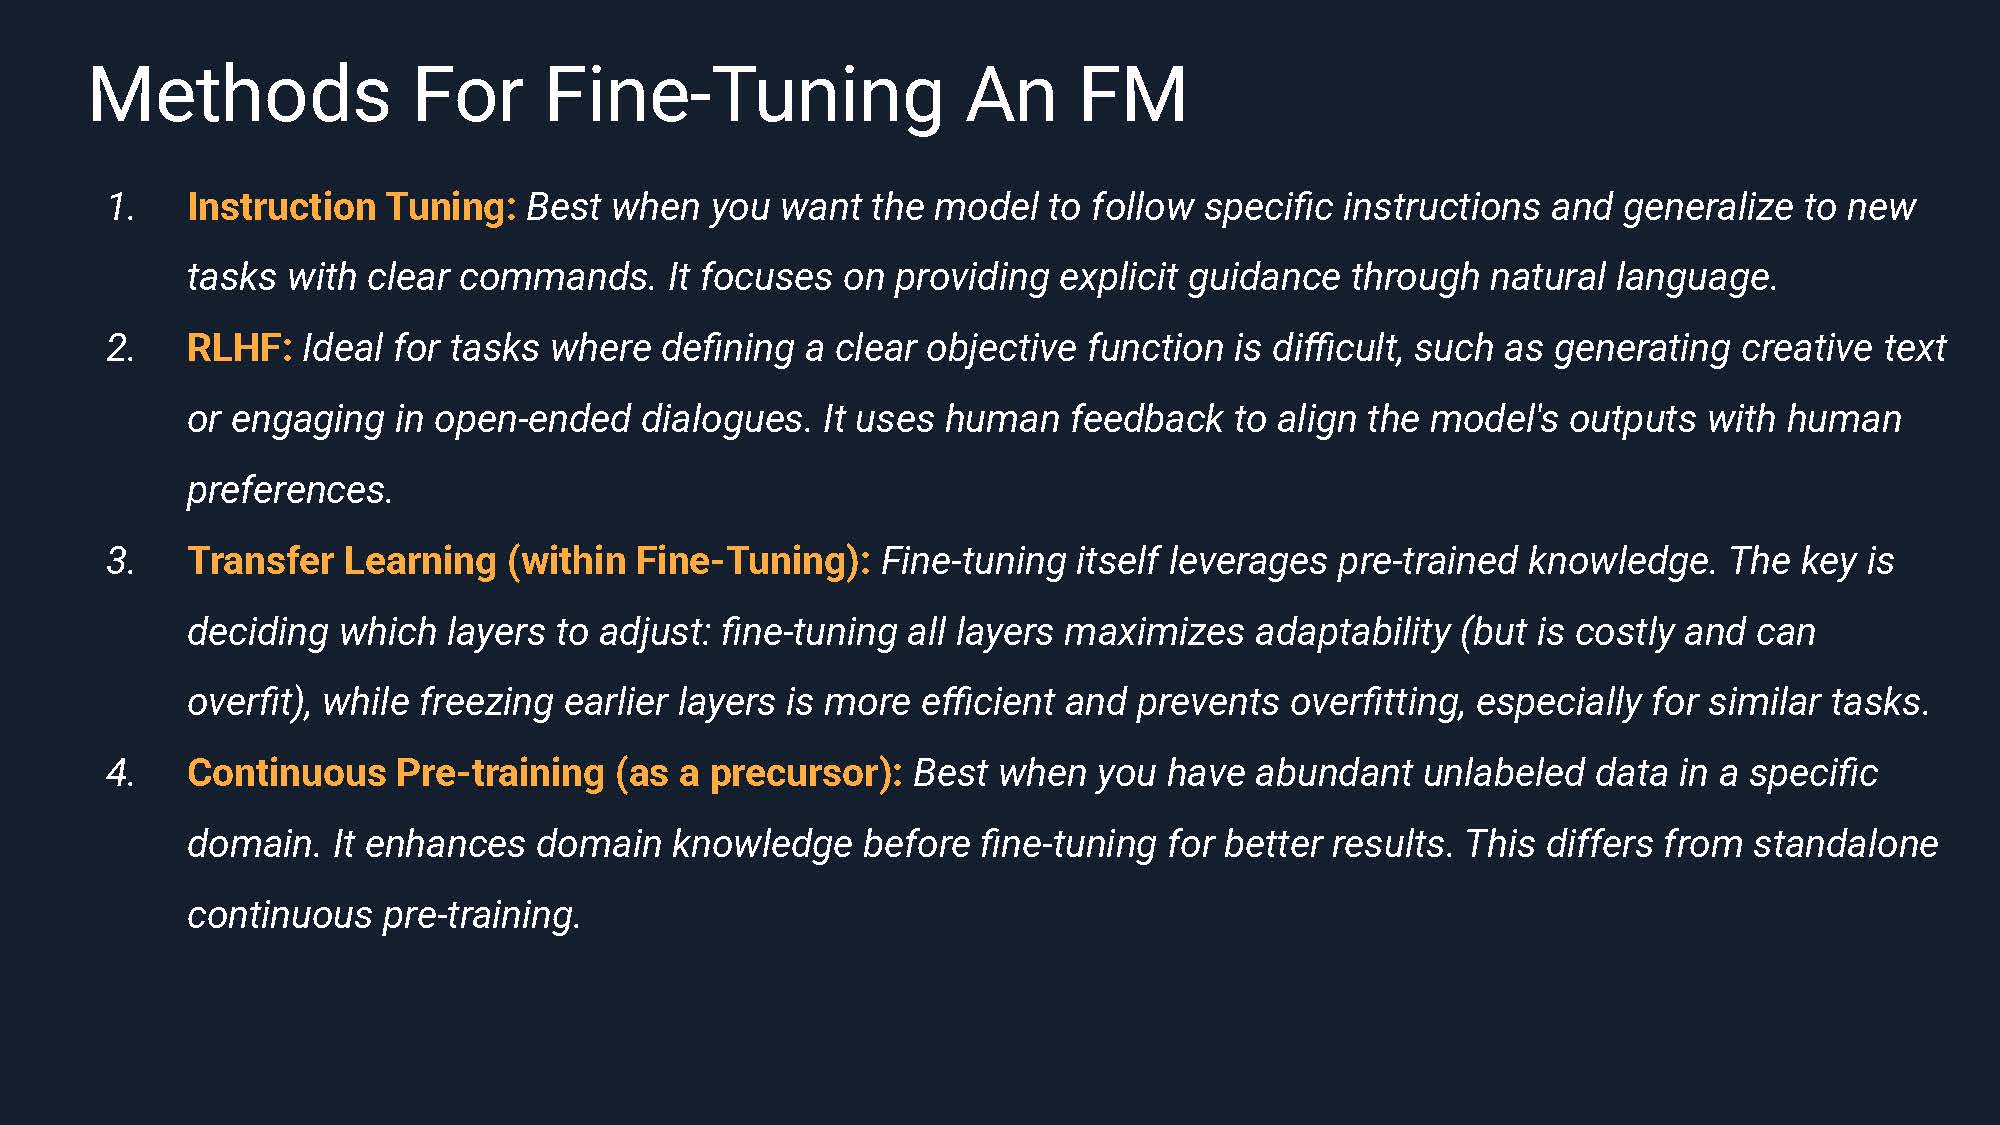 Methods For Fine-Tuning An FM
1. Instruction Tuning: Best when you want the model to follow specific instructions and generalize to new
tasks with clear commands. It focuses on providing explicit guidance through natural language.
2. RLHF: Ideal for tasks where defining a clear objective function is difficult, such as generating creative text
or engaging in open-ended dialogues. It uses human feedback to align the model's outputs with human
preferences.
3. Transfer Learning (within Fine-Tuning): Fine-tuning itself leverages pre-trained knowledge. The key is
deciding which layers to adjust: fine-tuning all layers maximizes adaptability (but is costly and can
overfit), while freezing earlier layers is more efficient and prevents overfitting, especially for similar tasks.
4. Continuous Pre-training (as a precursor): Best when you have abundant unlabeled data in a specific
domain. It enhances domain knowledge before fine-tuning for better results. This differs from standalone
continuous pre-training.